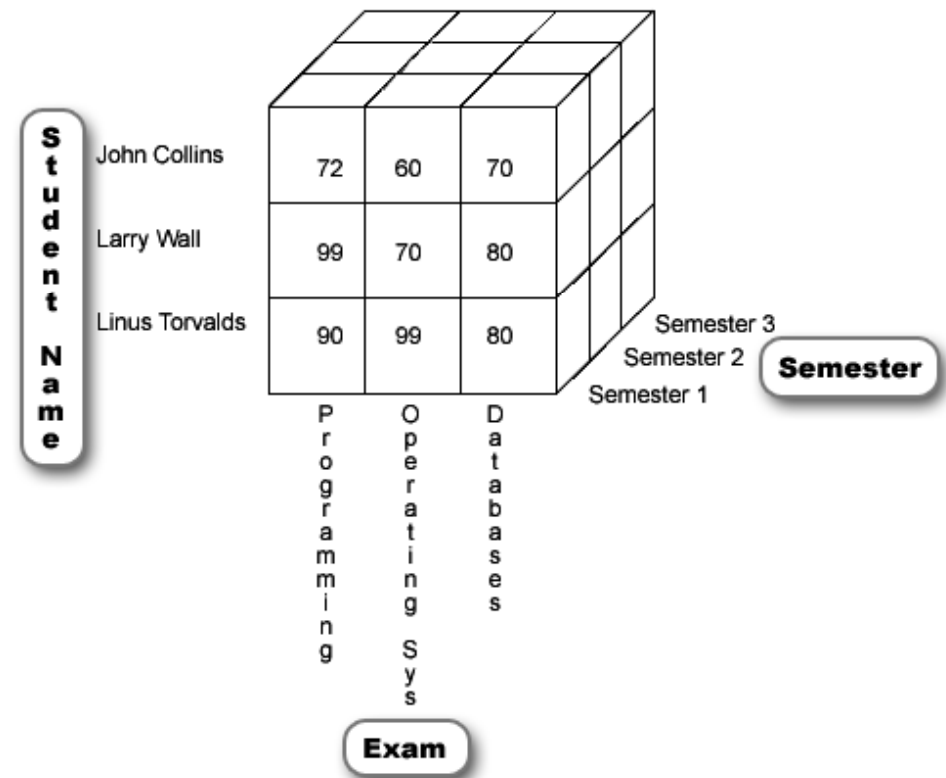 Student Name
John Collins
72 60 70
Larry Wall
99 70 80
Linus Torvalds
90 99 80
Semester 3
Semester 2
Semester 1
Semester
Programming
Operating Sys
Databases
Exam